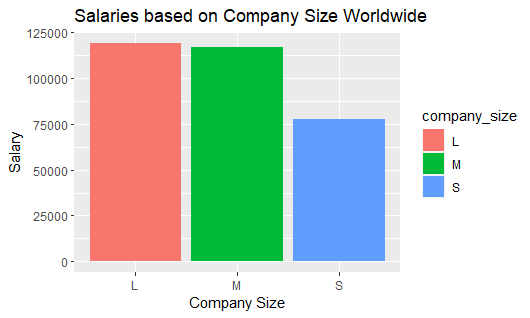 Salaries based on Company Size Worldwide
125000
100000
75000
50000
25000
0
Salary
L
M
S
Company Size
company_size
L
M
S